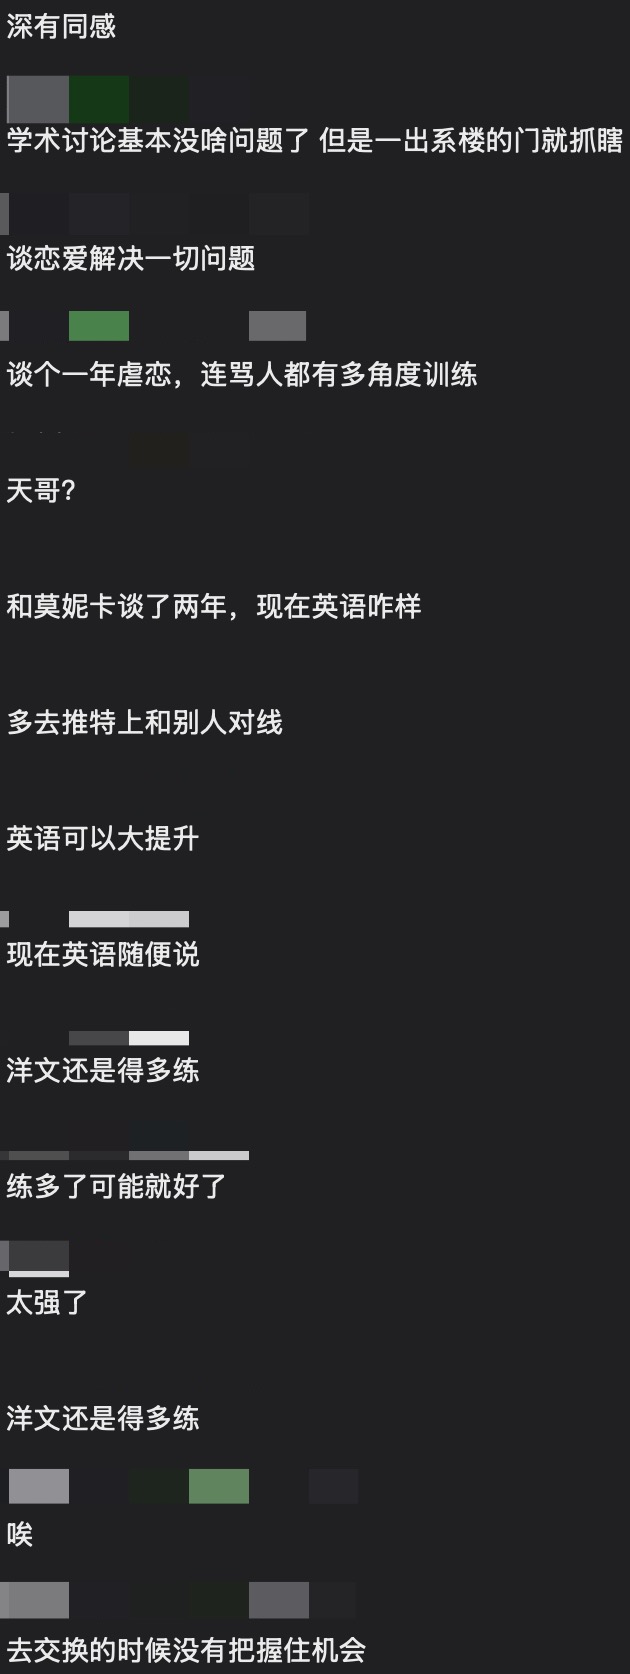 深有同感
学术讨论基本没啥问题了 但是一出系楼的门就抓瞎
谈恋爱解决一切问题
谈个一年虐恋，连骂人都有多角度训练
天哥？
和莫妮卡谈了两年，现在英语咋样
多去推特上和别人对线
英语可以大提升
现在英语随便说
洋文还是得多练
练多了可能就好了
太强了
洋文还是得多练
唉
去交换的时候没有把握住机会